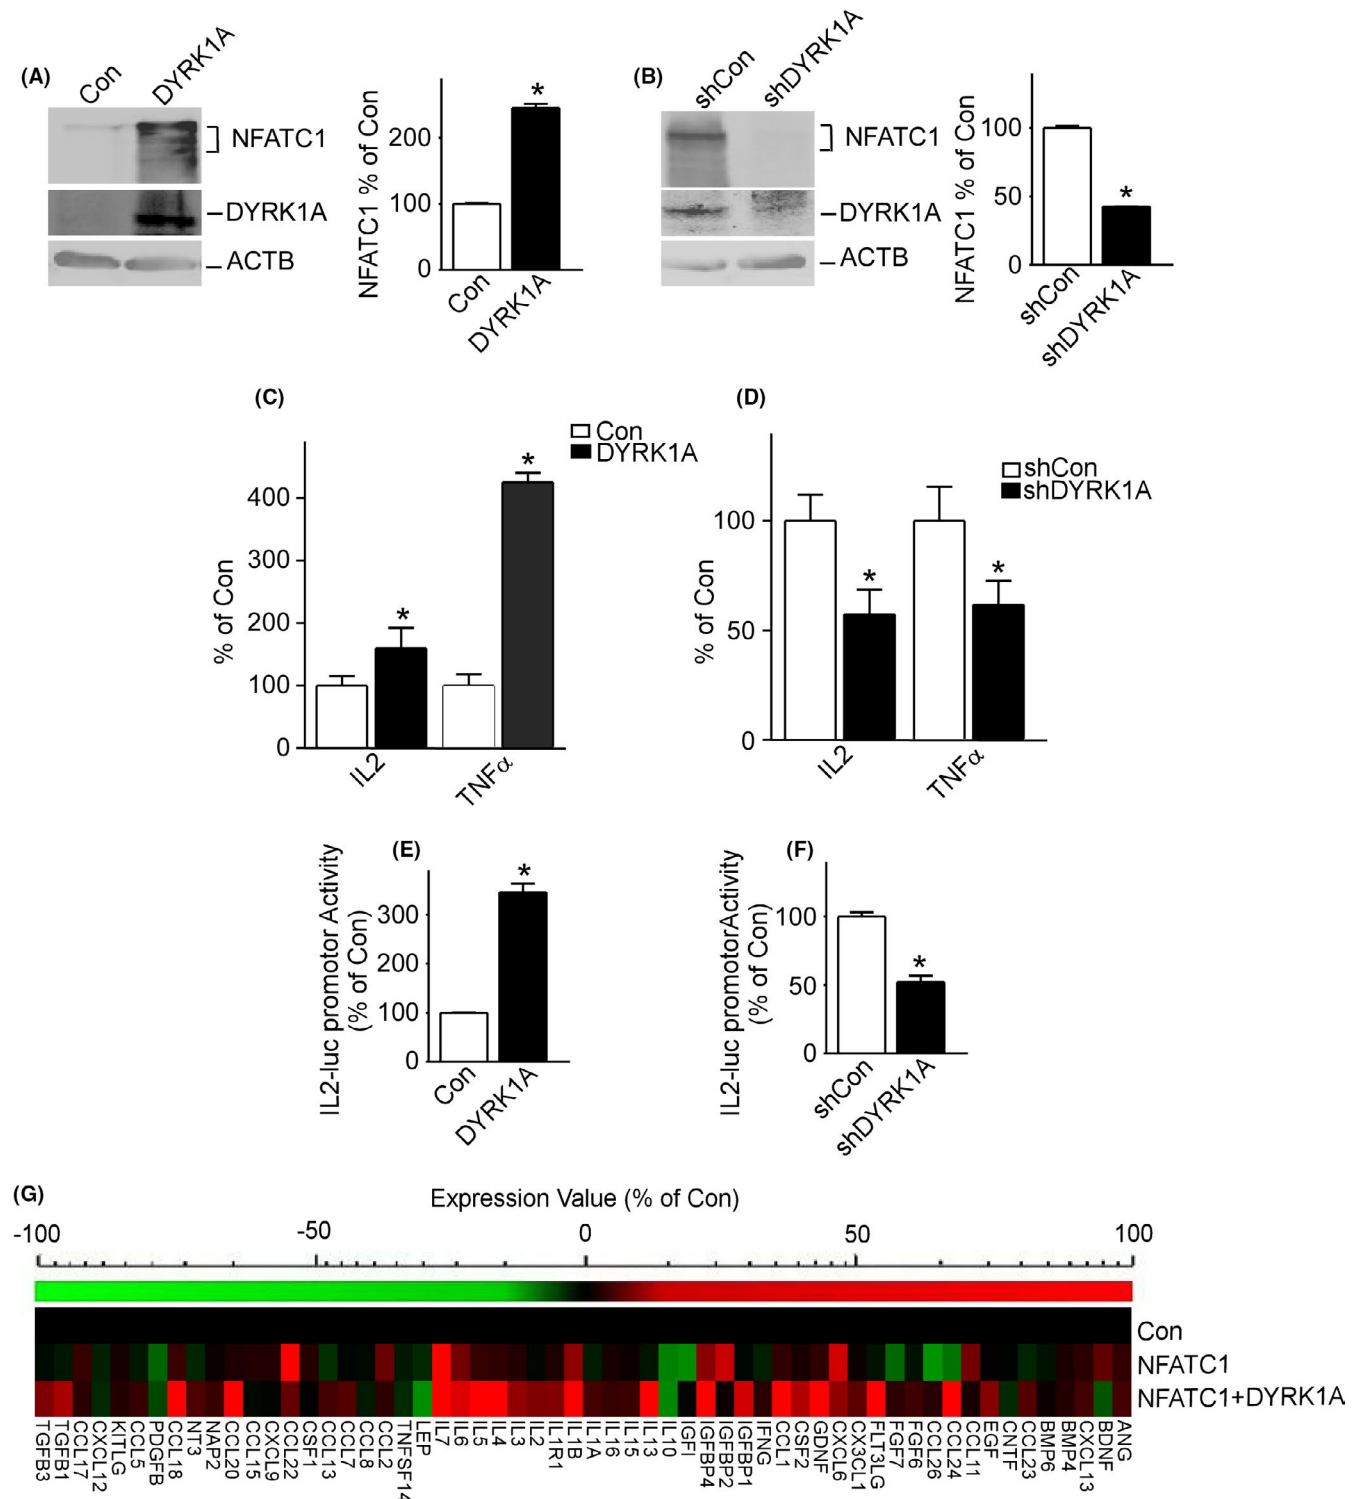 (A)
Con
DYRK1A
NFATC1
DYRK1A
ACTB
NFATC1 % of Con
200
100
0
Con
DYRK1A
*
(B)
shCon
shDYRK1A
NFATC1
DYRK1A
ACTB
NFATC1 % of Con
100
50
0
shCon
shDYRK1A
*
(C)
Con
DYRK1A
% of Con
400
300
200
100
0
*
*
IL2
TNFα
(D)
shCon
shDYRK1A
% of Con
100
50
0
*
*
IL2
TNFα
(E)
IL2-luc promotor Activity
(% of Con)
300
200
100
0
*
Con
DYRK1A
(F)
IL2-luc promotorActivity
(% of Con)
100
50
0
*
shCon
shDYRK1A
(G)
Expression Value (% of Con)
-100 -50 0 50 100
Con
NFATC1
NFATC1+DYRK1A
TGFB3
TGFB1
CCL17
CXCL12
KITLG
CCL5
PDGFB
CCL18
NT3
NAP2
CCL20
CCL15
CXCL9
CCL22
CSF1
CCL13
CCL7
CCL8
CCL2
TNFSF14
LEP
IL7
IL6
IL5
IL4
IL3
IL2
IL1R1
IL1B
IL1A
IL16
IL15
IL13
IL10
IGFI
IGFBP4
IGFBP2
IGFBP1
IFNG
CCL1
CSF2
GDNF
CXCL6
CX3CL1
FLT3LG
FGF7
FGF6
CCL26
CCL24
CCL11
EGF
CNTF
CCL23
BMP6
BMP4
CXCL13
BDNF
ANG